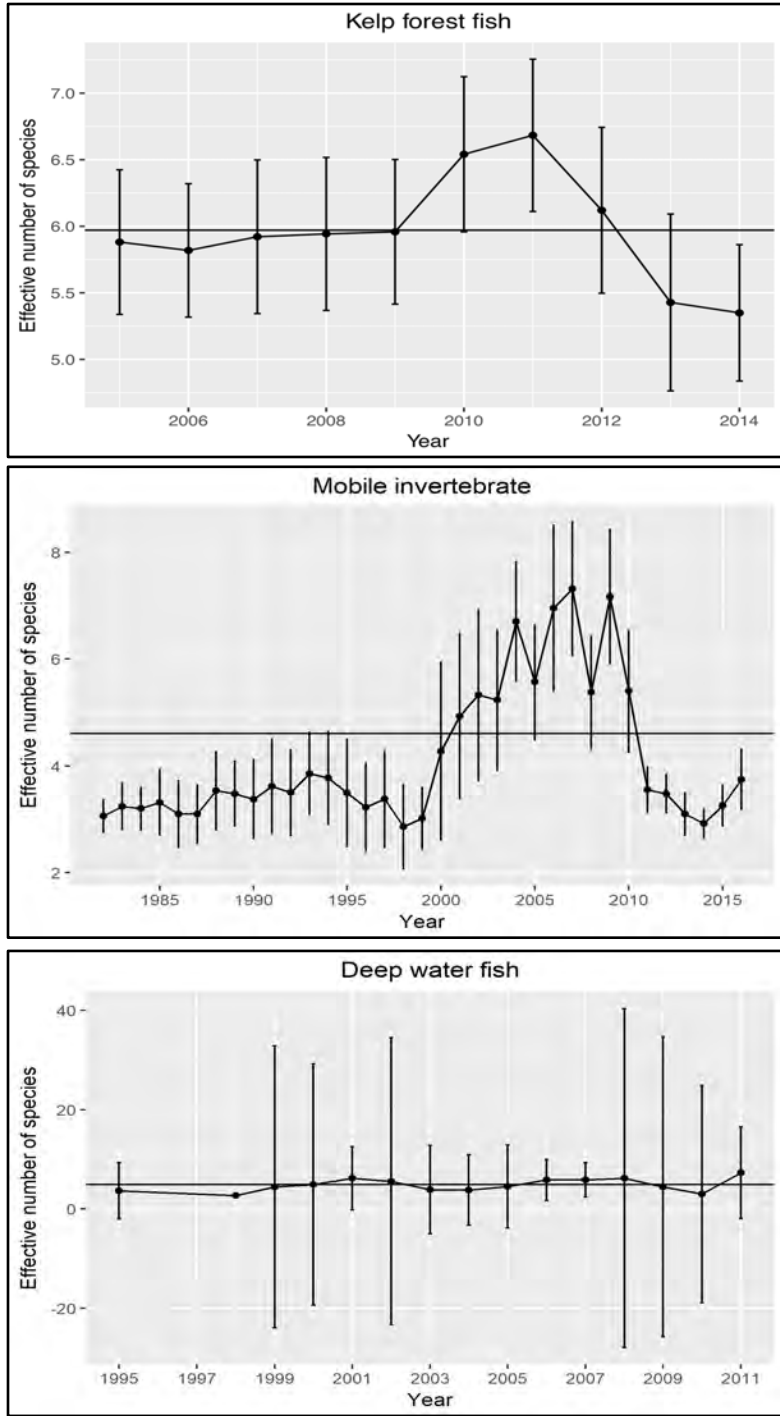 Kelp forest fish
Effective number of species
7.0
6.5
6.0
5.5
5.0
2006 2008 2010 2012 2014
Year
Mobile invertebrate
Effective number of species
8
6
4
2
1985 1990 1995 2000 2005 2010 2015
Year
Deep water fish
Effective number of species
40
20
0
-20
1995 1997 1999 2001 2003 2005 2007 2009 2011
Year